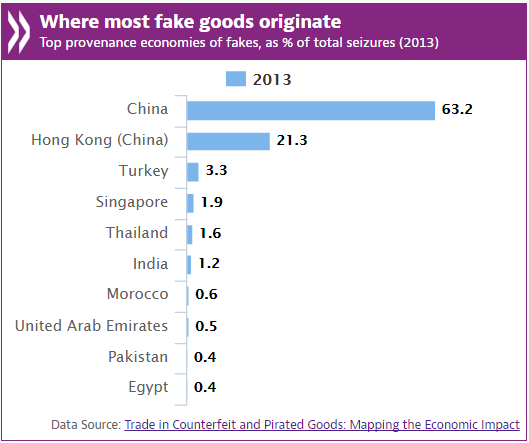 Where most fake goods originate
Top provenance economies of fakes, as % of total seizures (2013)
2013
China 63.2
Hong Kong (China) 21.3
Turkey 3.3
Singapore 1.9
Thailand 1.6
India 1.2
Morocco 0.6
United Arab Emirates 0.5
Pakistan 0.4
Egypt 0.4
Data Source: Trade in Counterfeit and Pirated Goods: Mapping the Economic Impact